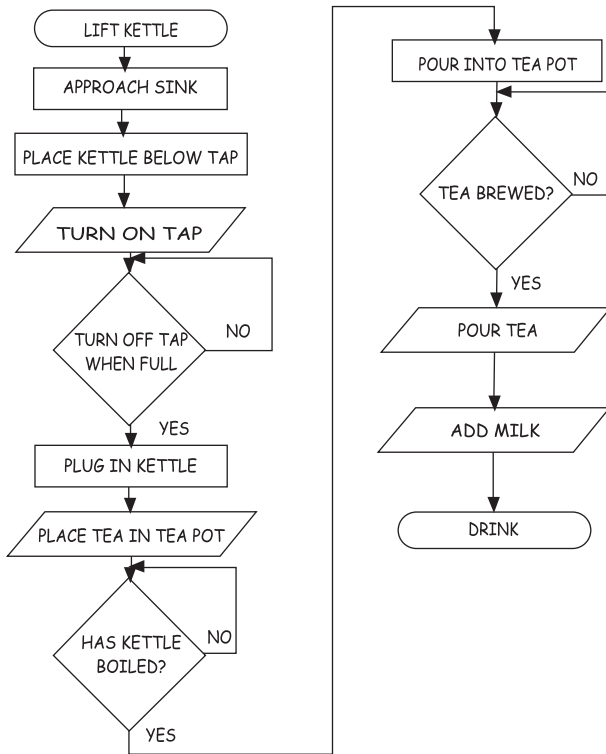 LIFT KETTLE
APPROACH SINK
PLACE KETTLE BELOW TAP
TURN ON TAP
TURN OFF TAP
WHEN FULL
NO
YES
PLUG IN KETTLE
PLACE TEA IN TEA POT
HAS KETTLE
BOILED?
NO
YES
POUR INTO TEA POT
TEA BREWED?
NO
YES
POUR TEA
ADD MILK
DRINK